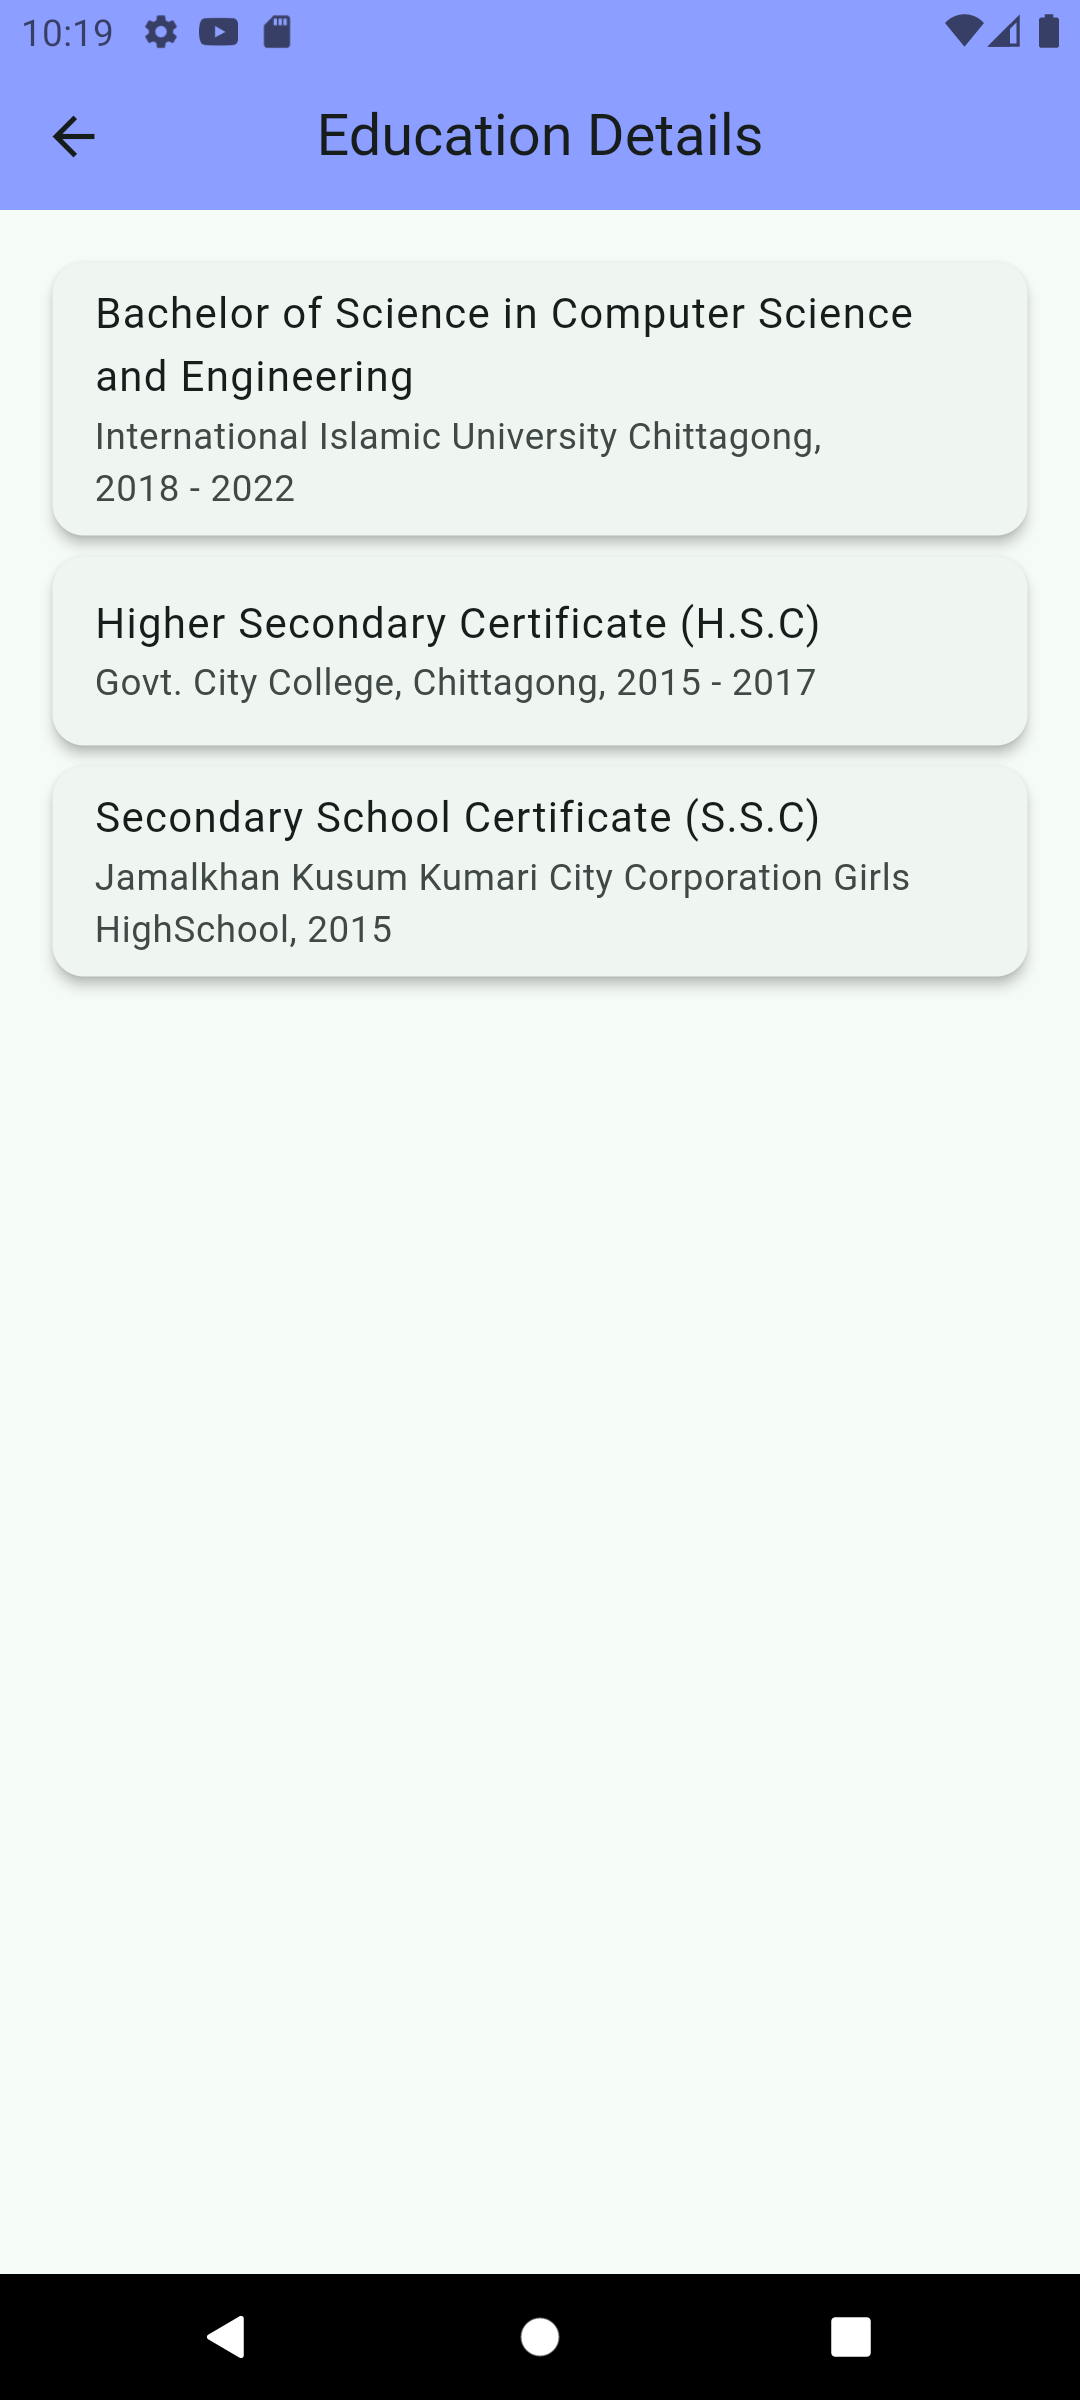 10:19
Education Details
Bachelor of Science in Computer Science
and Engineering
International Islamic University Chittagong,
2018 - 2022
Higher Secondary Certificate (H.S.C)
Govt. City College, Chittagong, 2015 - 2017
Secondary School Certificate (S.S.C)
Jamalkhan Kusum Kumari City Corporation Girls
HighSchool, 2015